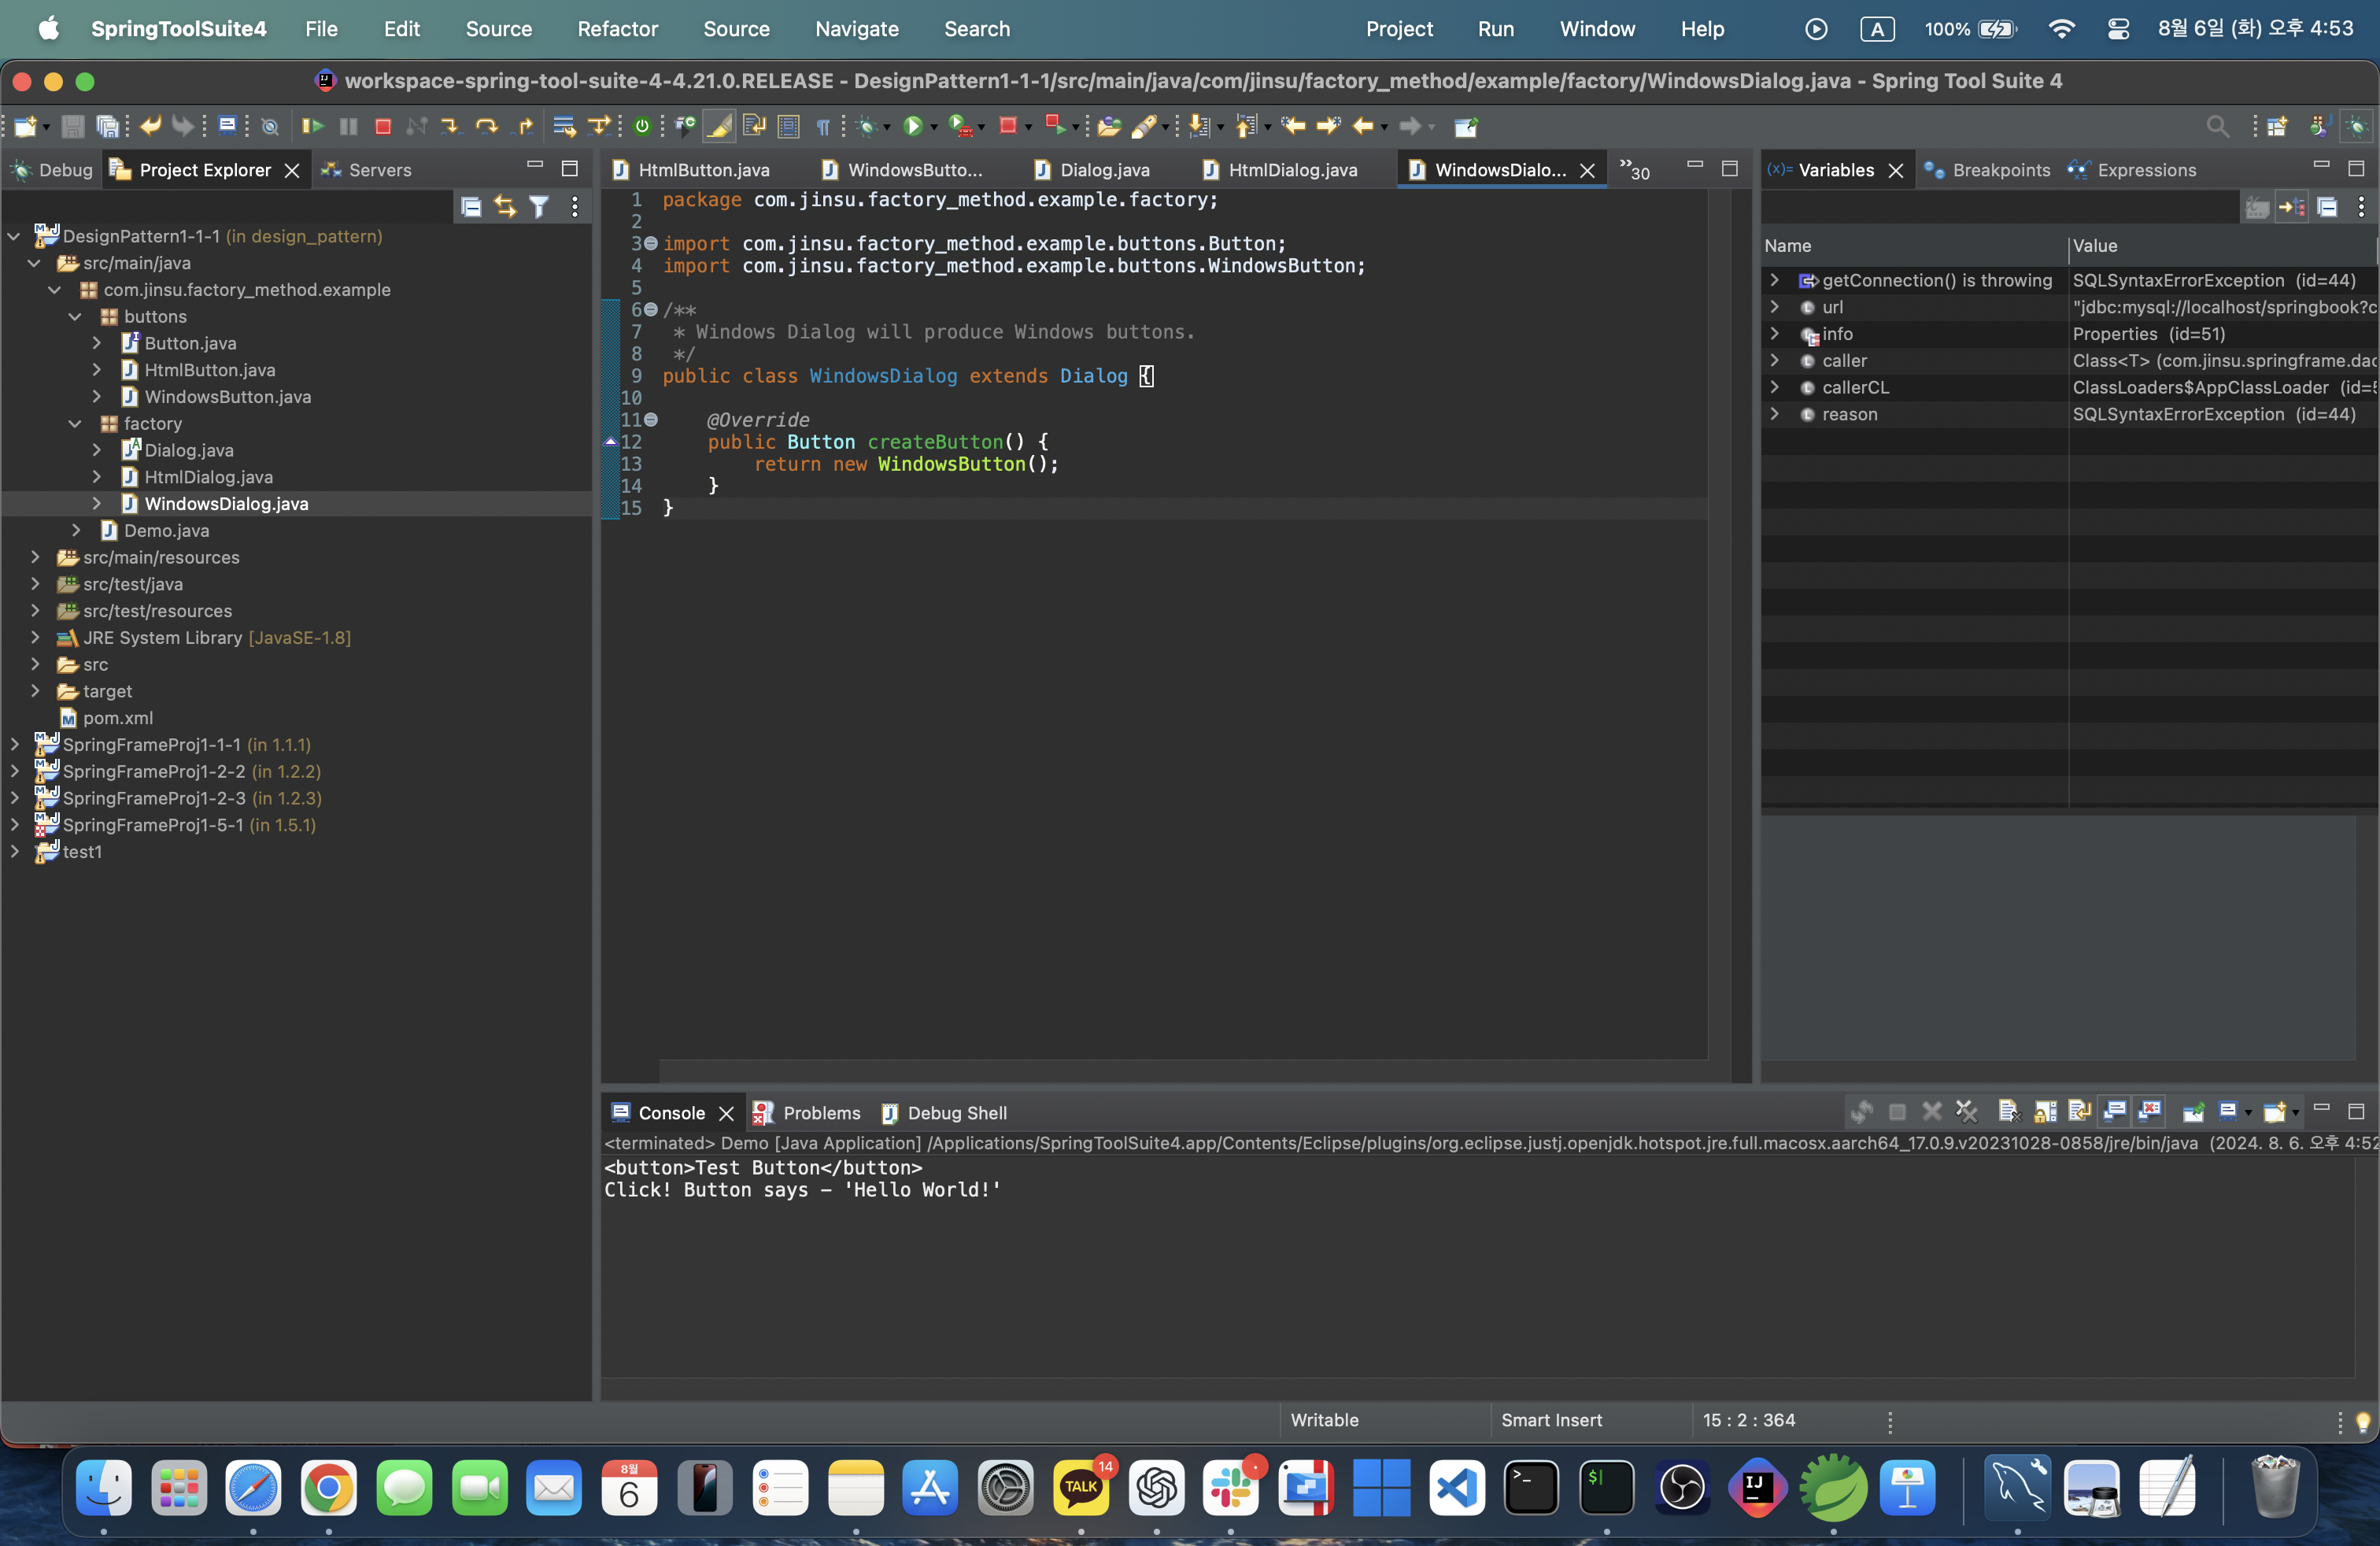 SpringToolSuite4 File Edit Source Refactor Source Navigate Search Project Run Window Help A 100% 8월 6일 (화) 오후 4:53
workspace-spring-tool-suite-4-4.21.0.RELEASE - DesignPattern1-1-1/src/main/java/com/jinsu/factory_method/example/factory/WindowsDialog.java - Spring Tool Suite 4
Debug Project Explorer Servers
DesignPattern1-1-1 (in design_pattern)
src/main/java
com.jinsu.factory_method.example
buttons
Button.java
HtmlButton.java
WindowsButton.java
factory
Dialog.java
HtmlDialog.java
WindowsDialog.java
Demo.java
src/main/resources
src/test/java
src/test/resources
JRE System Library [JavaSE-1.8]
src
target
pom.xml
SpringFrameProj1-1-1 (in 1.1.1)
SpringFrameProj1-2-2 (in 1.2.2)
SpringFrameProj1-2-3 (in 1.2.3)
SpringFrameProj1-5-1 (in 1.5.1)
test1
HtmlButton.java WindowsButto... Dialog.java HtmlDialog.java WindowsDialo... »30
1 package com.jinsu.factory_method.example.factory;
2
3 import com.jinsu.factory_method.example.buttons.Button;
4 import com.jinsu.factory_method.example.buttons.WindowsButton;
5
6 /**
7 * Windows Dialog will produce Windows buttons.
8 */
9 public class WindowsDialog extends Dialog {
10
11 @Override
12 public Button createButton() {
13 return new WindowsButton();
14 }
15 }
(x)= Variables Breakpoints Expressions
Name Value
getConnection() is throwing SQLSyntaxErrorException (id=44)
url "jdbc:mysql://localhost/springbook?c
info Properties (id=51)
caller Class<T> (com.jinsu.springframe.dao
callerCL ClassLoaders$AppClassLoader (id=5
reason SQLSyntaxErrorException (id=44)
Console Problems Debug Shell
<terminated> Demo [Java Application] /Applications/SpringToolSuite4.app/Contents/Eclipse/plugins/org.eclipse.justj.openjdk.hotspot.jre.full.macosx.aarch64_17.0.9.v20231028-0858/jre/bin/java (2024. 8. 6. 오후 4:52
<button>Test Button</button>
Click! Button says - 'Hello World!'
Writable Smart Insert 15 : 2 : 364
8월
6
TALK
14
>_
$
IJ